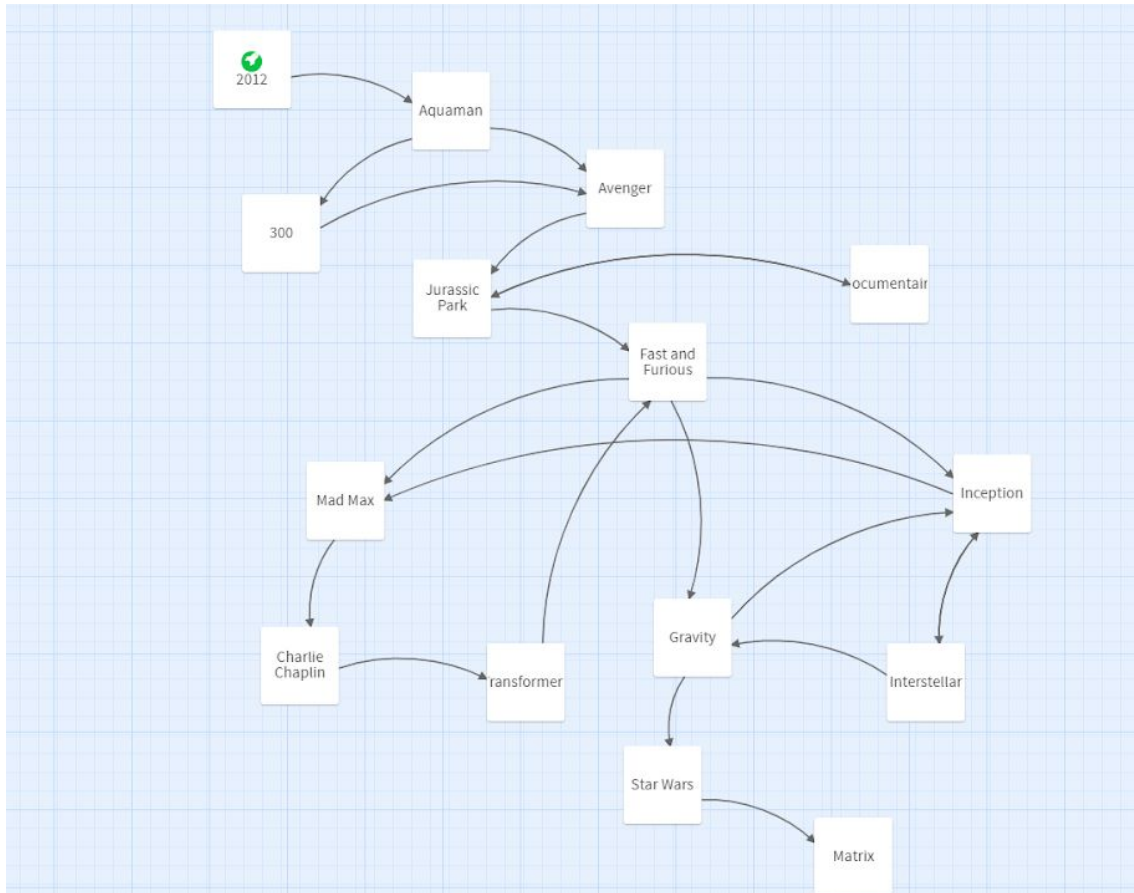 2012
Aquaman
Avenger
300
Jurassic
Park
ocumentair
Fast and
Furious
Mad Max
Inception
Charlie
Chaplin
ransformer
Gravity
Interstellar
Star Wars
Matrix